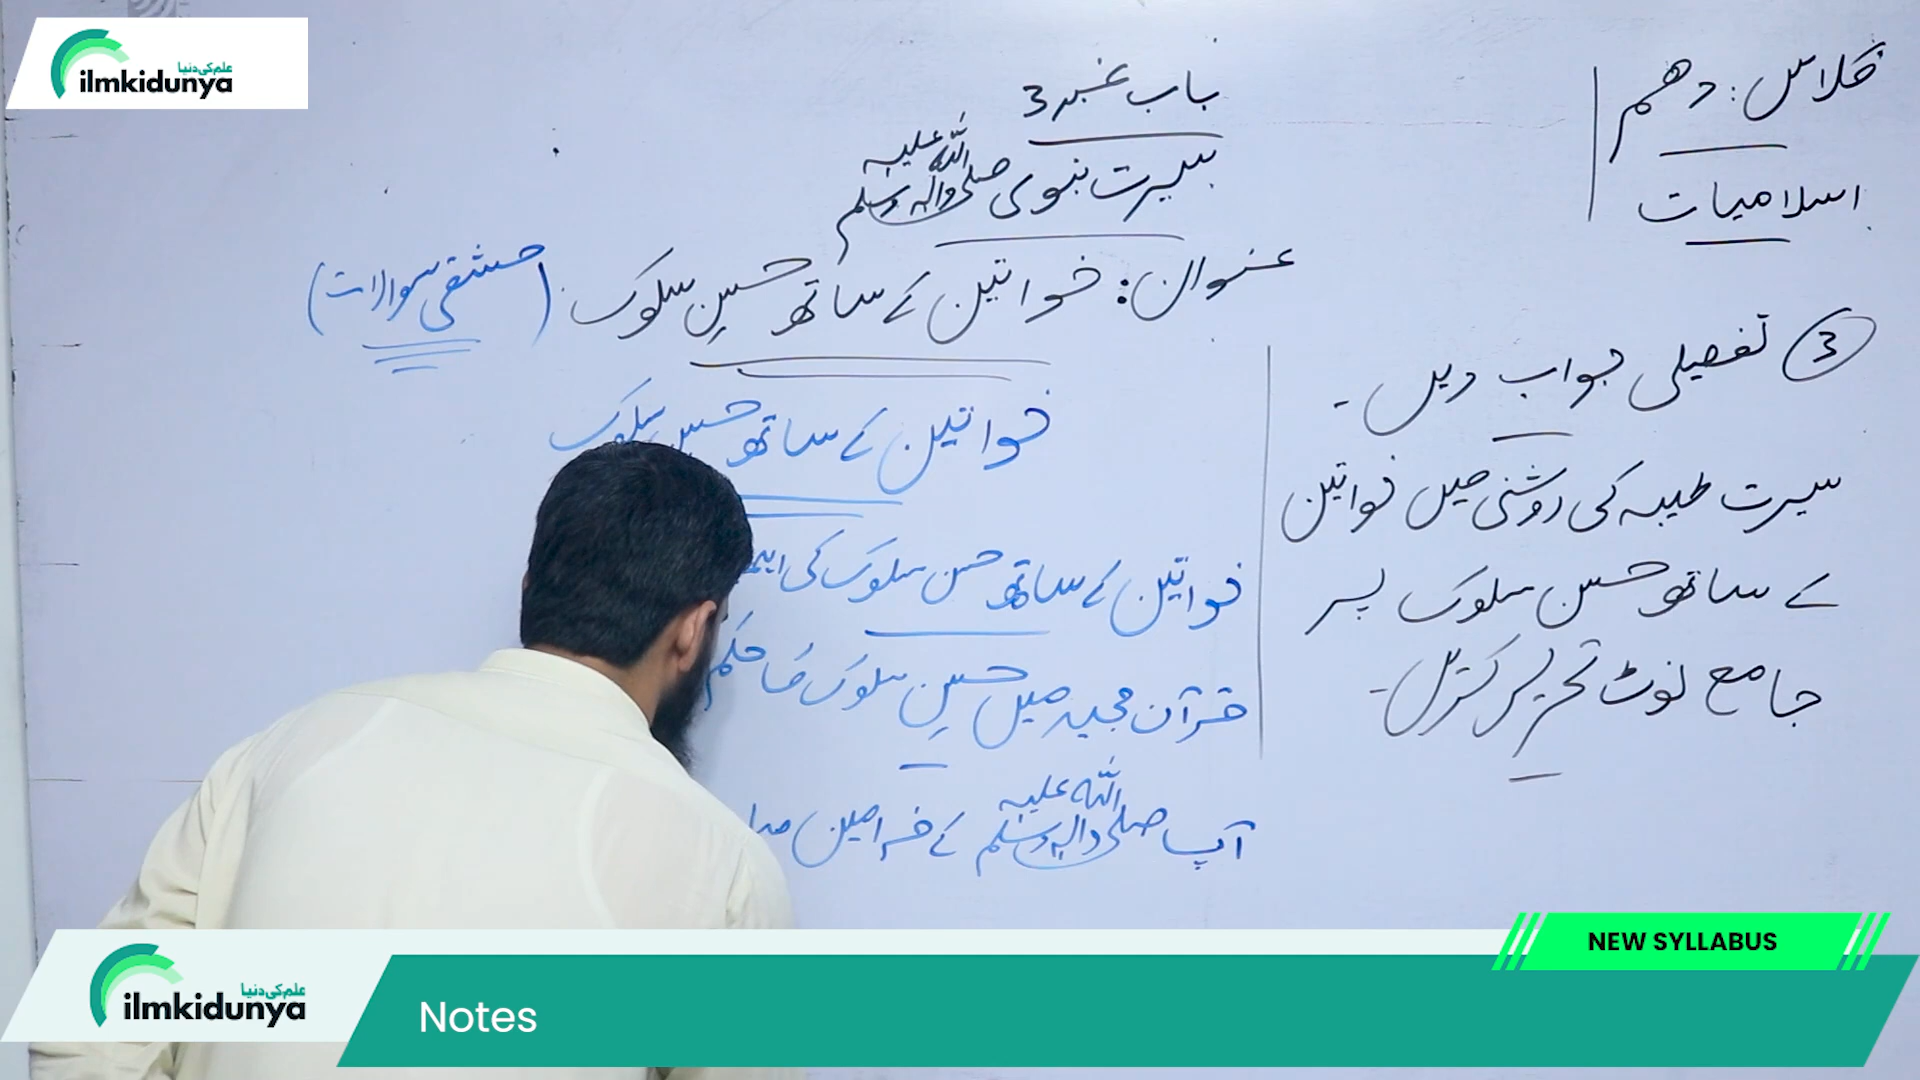 علم کی دنیا
ilmkidunya
کلاس: دھم
اسلامیات
باب نمبر 3
سیرت نبوی صلی اللہ علیہ وآلہ وسلم
عنوان: خواتین کے ساتھ حسنِ سلوک (مشقی سوالات)
3 تفصیلی جواب دیں۔
سیرت طیبہ کی روشنی میں خواتین
کے ساتھ حسن سلوک پر
جامع نوٹ تحریر کریں۔
خواتین کے ساتھ حسن سلوک
خواتین کے ساتھ حسن سلوک کی
قرآن مجید میں حسنِ سلوک کا حکم
آپ صلی اللہ علیہ وآلہ وسلم کے فرامین
NEW SYLLABUS
علم کی دنیا
ilmkidunya
Notes